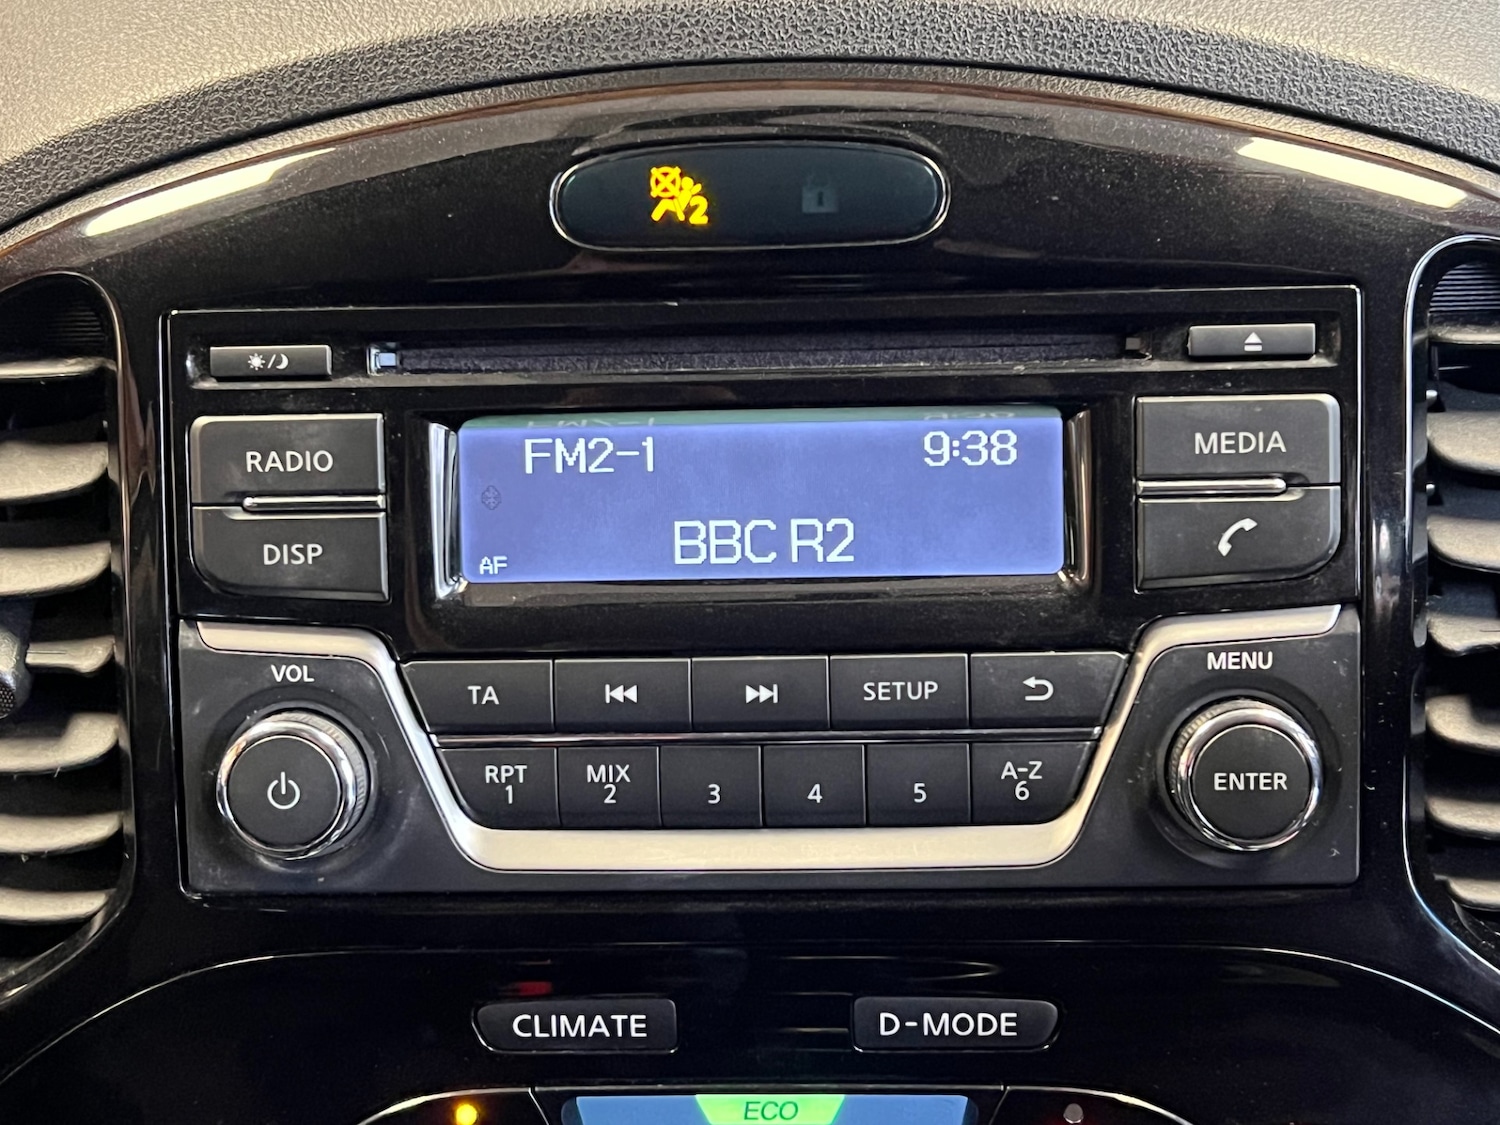 2
FM2-1 9:38
BBC R2
AF
RADIO
DISP
MEDIA
VOL
MENU
TA
SETUP
RPT
1
MIX
2
3
4
5
A-Z
6
ENTER
CLIMATE
D-MODE
ECO